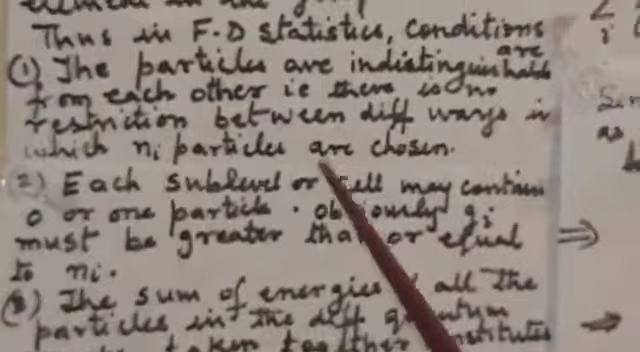 Thus in F.D statistics, conditions
are
(1) The particles are indistinguishable
from each other ie there is no
restriction between diff ways in
which ni particles are chosen.
2) Each sublevel or cell may contain
0 or one particle. obviously gi
must be greater than or equal
to ni.
(3) The sum of energies all the
particles in the diff quantum
taken together
Σ
i
as